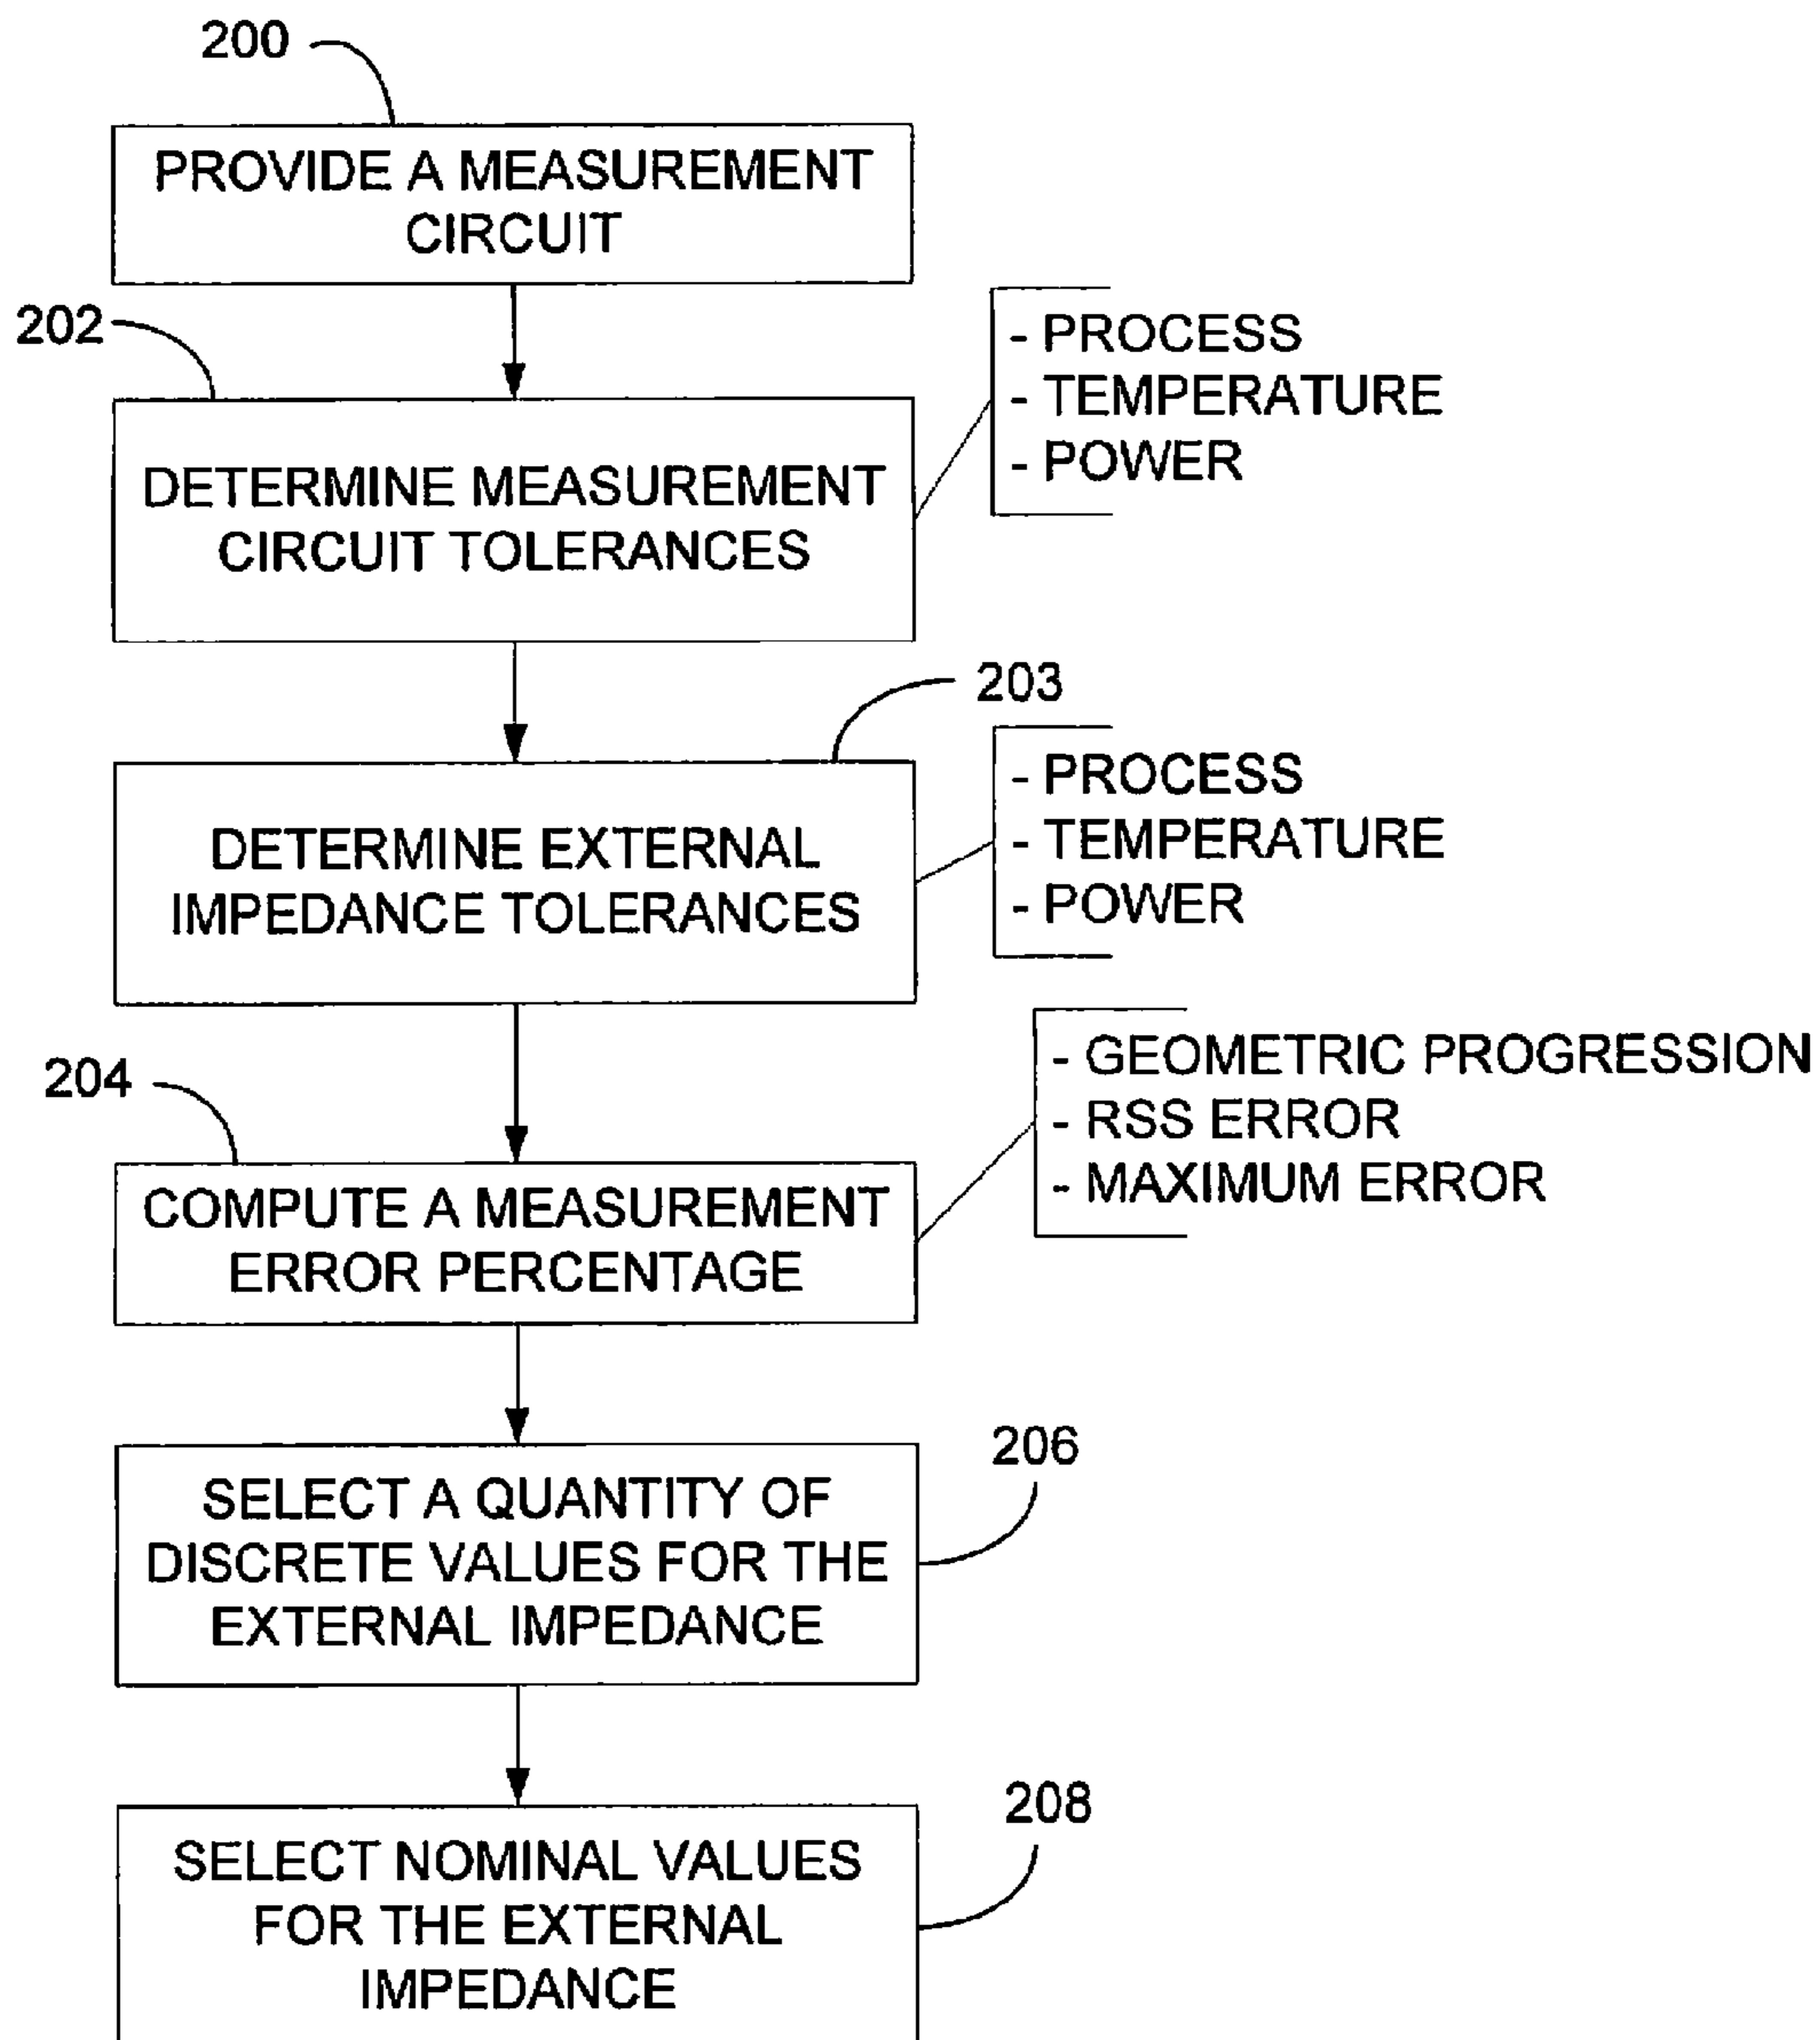 200
PROVIDE A MEASUREMENT
CIRCUIT
202
- PROCESS
- TEMPERATURE
- POWER
DETERMINE MEASUREMENT
CIRCUIT TOLERANCES
203
- PROCESS
- TEMPERATURE
- POWER
DETERMINE EXTERNAL
IMPEDANCE TOLERANCES
204
- GEOMETRIC PROGRESSION
- RSS ERROR
- MAXIMUM ERROR
COMPUTE A MEASUREMENT
ERROR PERCENTAGE
206
SELECT A QUANTITY OF
DISCRETE VALUES FOR THE
EXTERNAL IMPEDANCE
208
SELECT NOMINAL VALUES
FOR THE EXTERNAL
IMPEDANCE